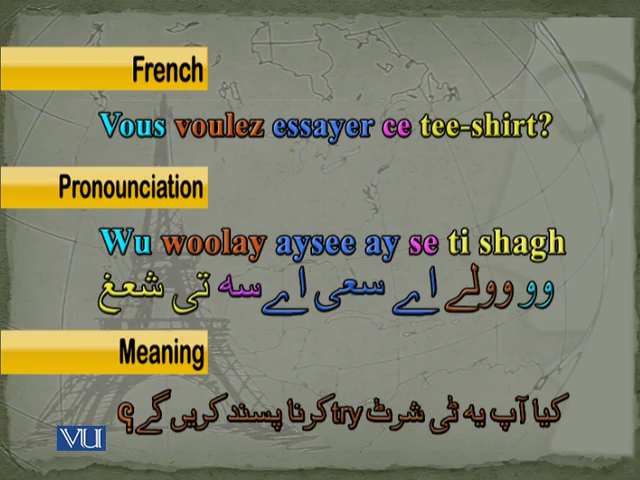 French
Vous voulez essayer ce tee-shirt?
Pronounciation
Wu woolay aysee ay se ti shagh
وو وولے اے سعی اے سہ تی شعغ
Meaning
کیا آپ یہ ٹی شرٹ try کرنا پسند کریں گے؟
VU